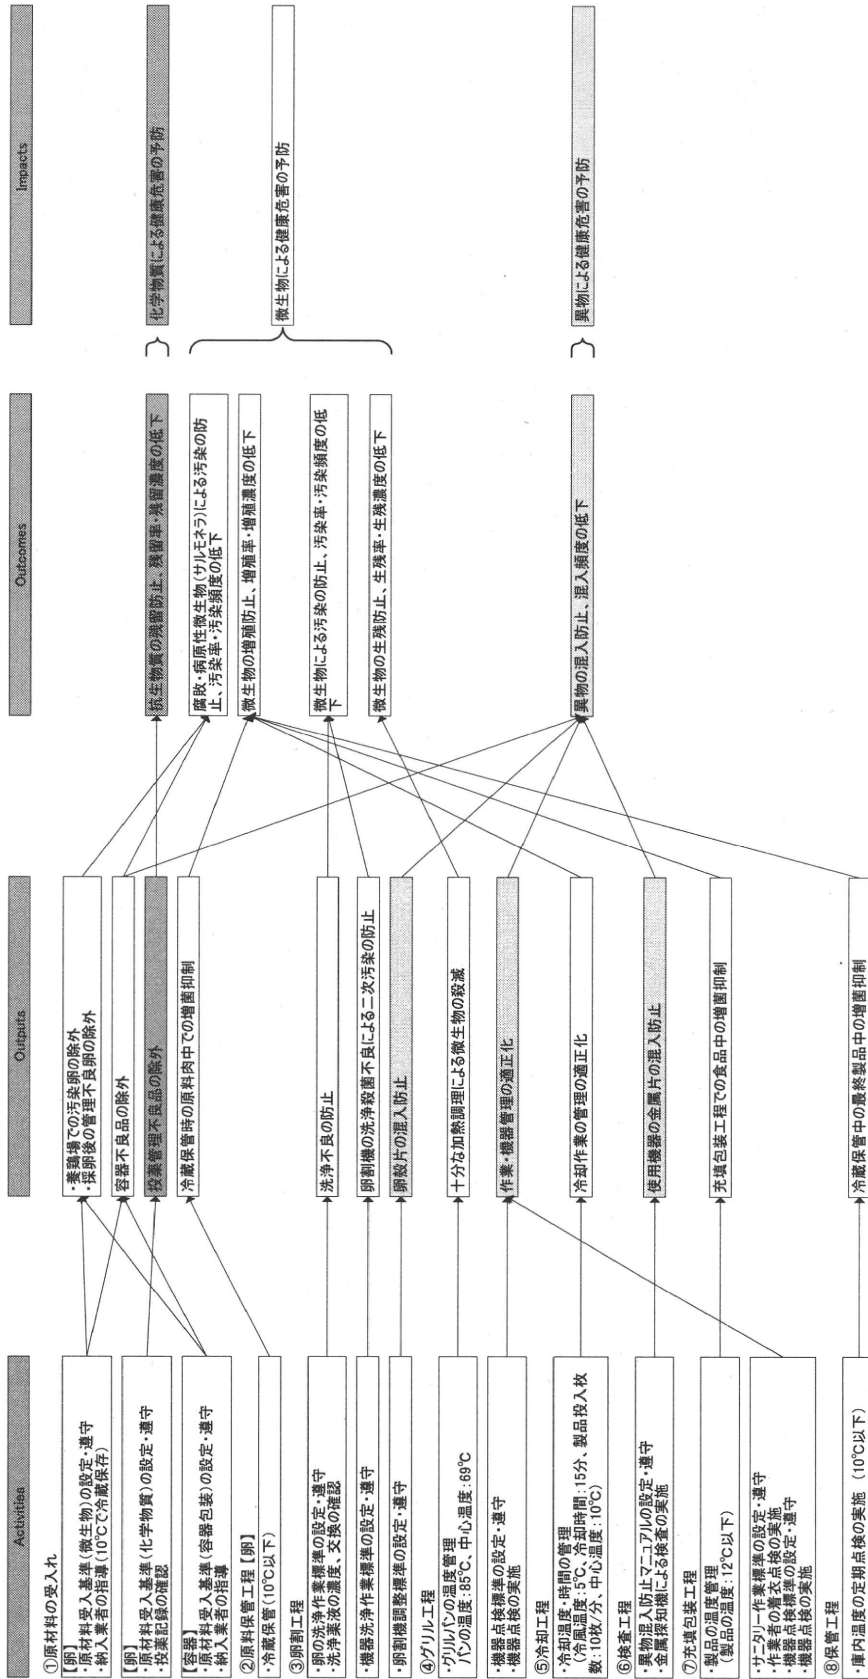 Activities
①原材料の受入れ
【卵】
・原材料受入基準(微生物)の設定・遵守
・納入業者の指導(10℃で冷蔵保存)
【卵】
・原材料受入基準(化学物質)の設定・遵守
・投薬記録の確認
【容器】
・原材料受入基準(容器包装)の設定・遵守
納入業者の指導
②原料保管工程【卵】
・冷蔵保管(10℃以下)
③卵割工程
・卵の洗浄作業標準の設定・遵守
・洗浄薬液の濃度、交換の確認
・機器洗浄作業標準の設定・遵守
・卵割機調整標準の設定・遵守
④グリル工程
・グリルパンの温度管理
パンの温度:85℃、中心温度:69℃
・機器点検標準の設定・遵守
機器点検の実施
⑤冷却工程
・冷却温度・時間の管理
(冷風温度:5℃、冷却時間:15分、製品投入枚
数:10枚/分、中心温度:10℃)
⑥検査工程
・異物混入防止マニュアルの設定・遵守
・金属探知機による検査の実施
⑦充填包装工程
製品の温度管理
(製品の温度:12℃以下)
・サニタリー作業標準の設定・遵守
作業者の着衣点検の実施
機器点検標準の設定・遵守
・機器点検の実施
⑧保管工程
・庫内温度の定期点検の実施 (10℃以下)
Outputs
・養鶏場での汚染卵の除外
・採卵後の管理不良卵の除外
容器不良品の除外
投薬管理不良品の除外
冷蔵保管時の原料肉中での増菌抑制
洗浄不良の防止
卵割機の洗浄殺菌不良による二次汚染の防止
卵殻片の混入防止
十分な加熱調理による微生物の殺滅
作業・機器管理の適正化
冷却作業の管理の適正化
使用機器の金属片の混入防止
充填包装工程での食品中の増菌抑制
冷蔵保管中の最終製品中の増菌抑制
Outcomes
抗生物質の残留防止、残留率・残留濃度の低下
腐敗・病原性微生物(サルモネラ)による汚染の防
止、汚染率・汚染頻度の低下
微生物の増殖防止、増殖率・増殖濃度の低下
微生物による汚染の防止、汚染率・汚染頻度の低
下
微生物の生残防止、生残率・生残濃度の低下
異物の混入防止、混入頻度の低下
Impacts
化学物質による健康危害の予防
微生物による健康危害の予防
異物による健康危害の予防